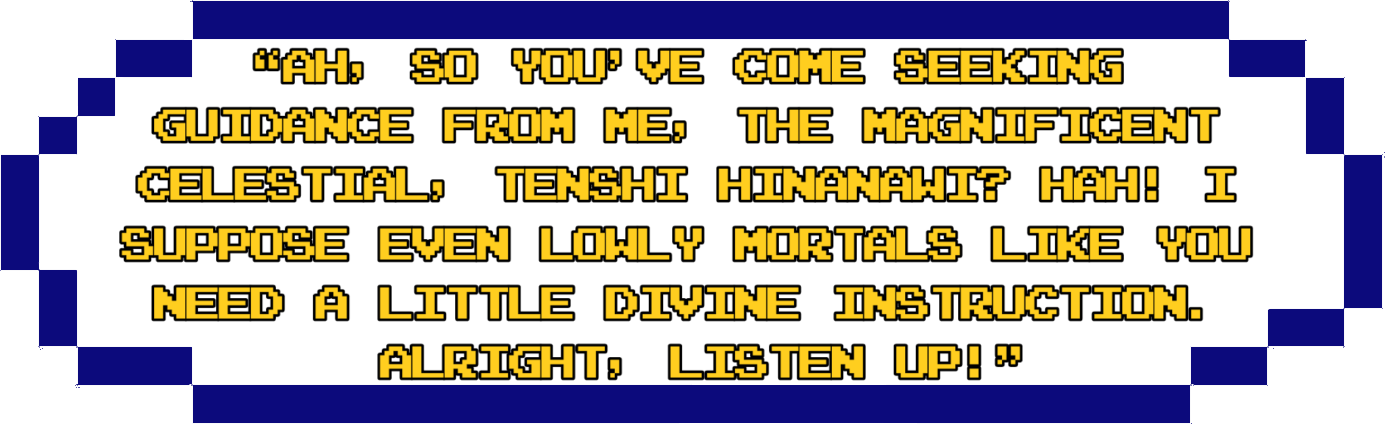 “AH, SO YOU'VE COME SEEKING
GUIDANCE FROM ME, THE MAGNIFICENT
CELESTIAL, TENSHI HINANAWI? HAH! I
SUPPOSE EVEN LOWLY MORTALS LIKE YOU
NEED A LITTLE DIVINE INSTRUCTION.
ALRIGHT, LISTEN UP!”